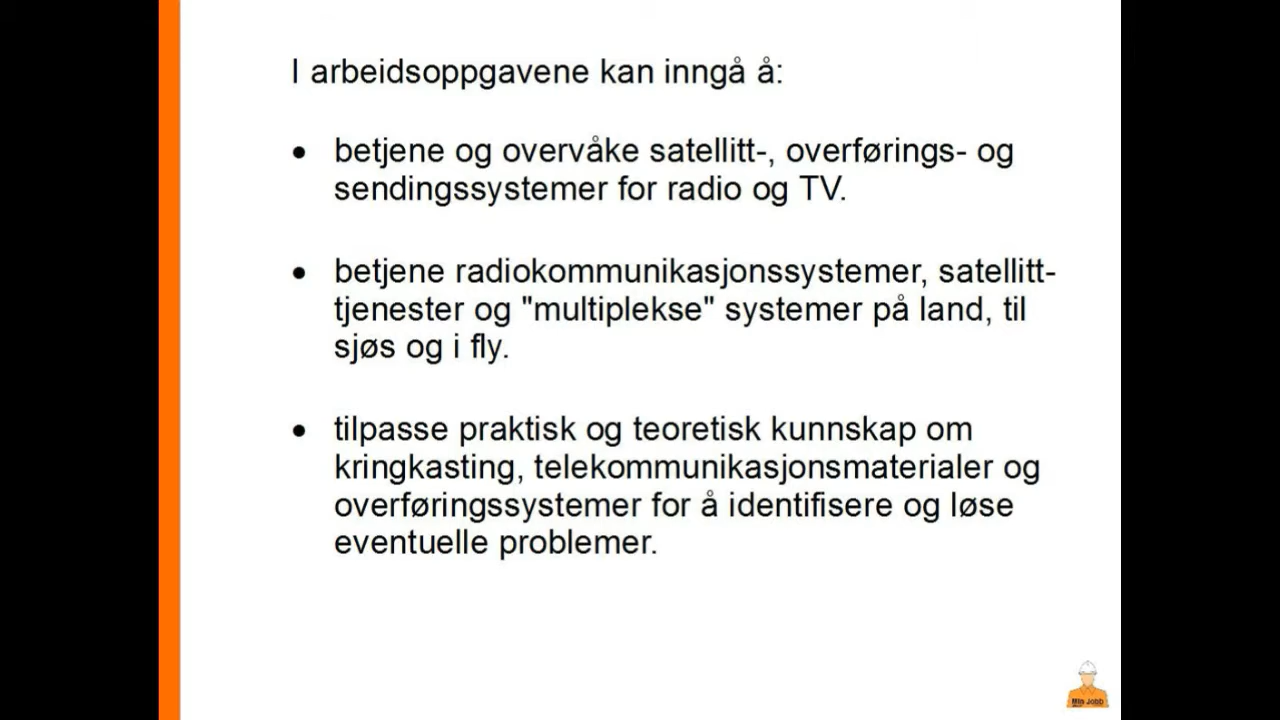 I arbeidsoppgavene kan inngå å:
• betjene og overvåke satellitt-, overførings- og
sendingssystemer for radio og TV.
• betjene radiokommunikasjonssystemer, satellitt-
tjenester og "multiplekse" systemer på land, til
sjøs og i fly.
• tilpasse praktisk og teoretisk kunnskap om
kringkasting, telekommunikasjonsmaterialer og
overføringssystemer for å identifisere og løse
eventuelle problemer.
Min Jobb